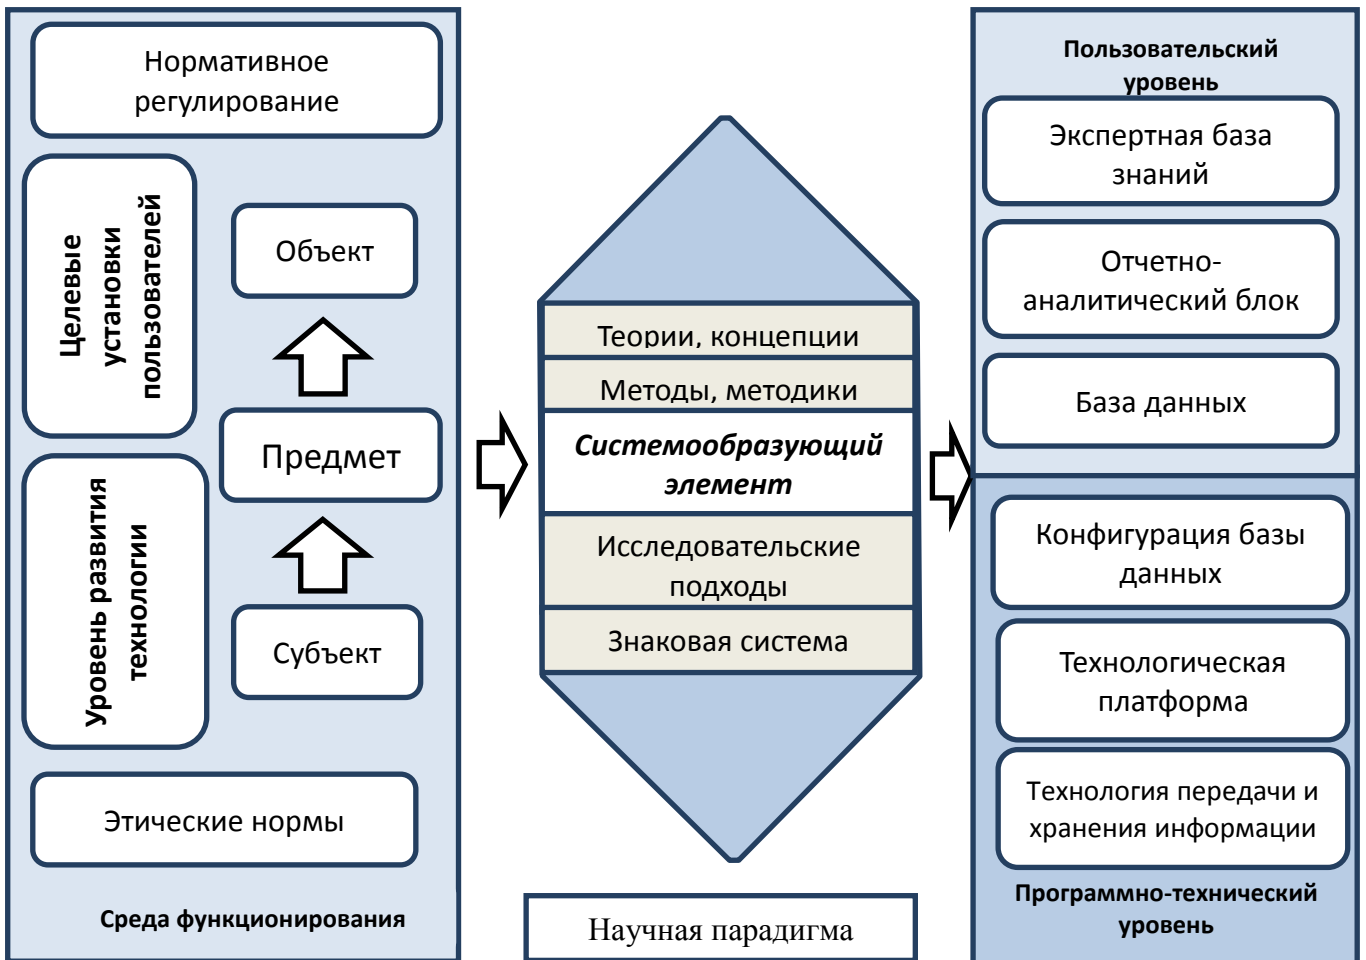 Нормативное
регулирование
Целевые
установки
пользователей
Объект
Предмет
Уровень развития
технологии
Субъект
Этические нормы
Среда функционирования
Теории, концепции
Методы, методики
Системообразующий
элемент
Исследовательские
подходы
Знаковая система
Научная парадигма
Пользовательский
уровень
Экспертная база
знаний
Отчетно-
аналитический блок
База данных
Конфигурация базы
данных
Технологическая
платформа
Технология передачи и
хранения информации
Программно-технический
уровень